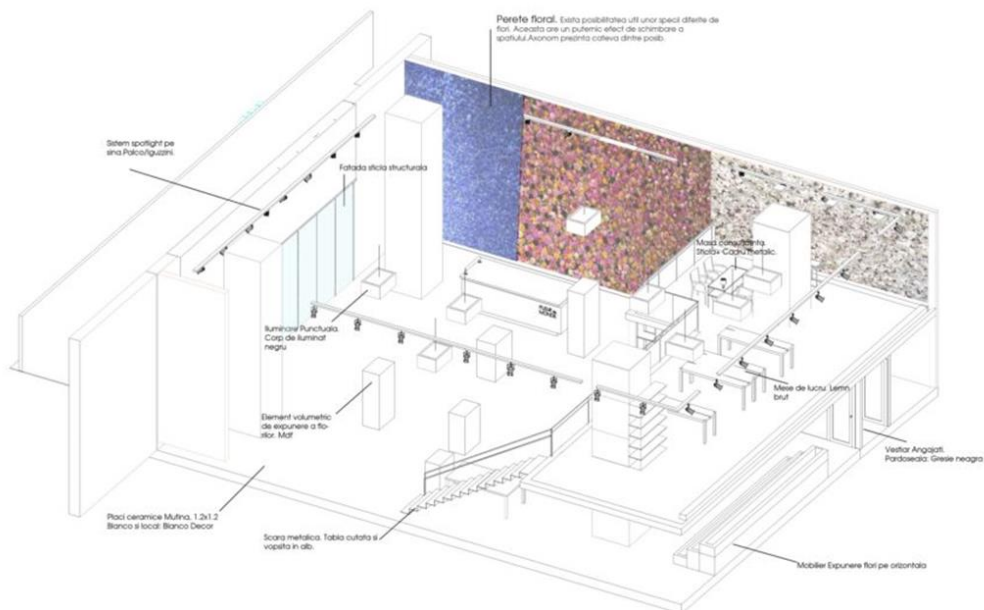 Perete floral. Exista posibilitatea util unor specii diferite de
flori. Aceasta are un puternic efect de schimbare a
spatiului.Axonom prezinta cateva dintre posib.
Sistem spotlight pe
sina.Palco/Iguzzini.
Fatada sticla structurala
Masa consultanta.
Sticla+ Cadru metalic.
Iluminare Punctuala.
Corp de iluminat
negru
Mese de lucru. Lemn
brut
Element volumetric
de expunere a flo-
rilor. Mdf
Vestiar Angajati.
Pardoseala: Gresie neagra
Placi ceramice Mutina, 1.2x1.2
Blanco si local: Blanco Decor
Scara metalica. Tabla cutata si
vopsita in alb.
Mobilier Expunere flori pe orizontala